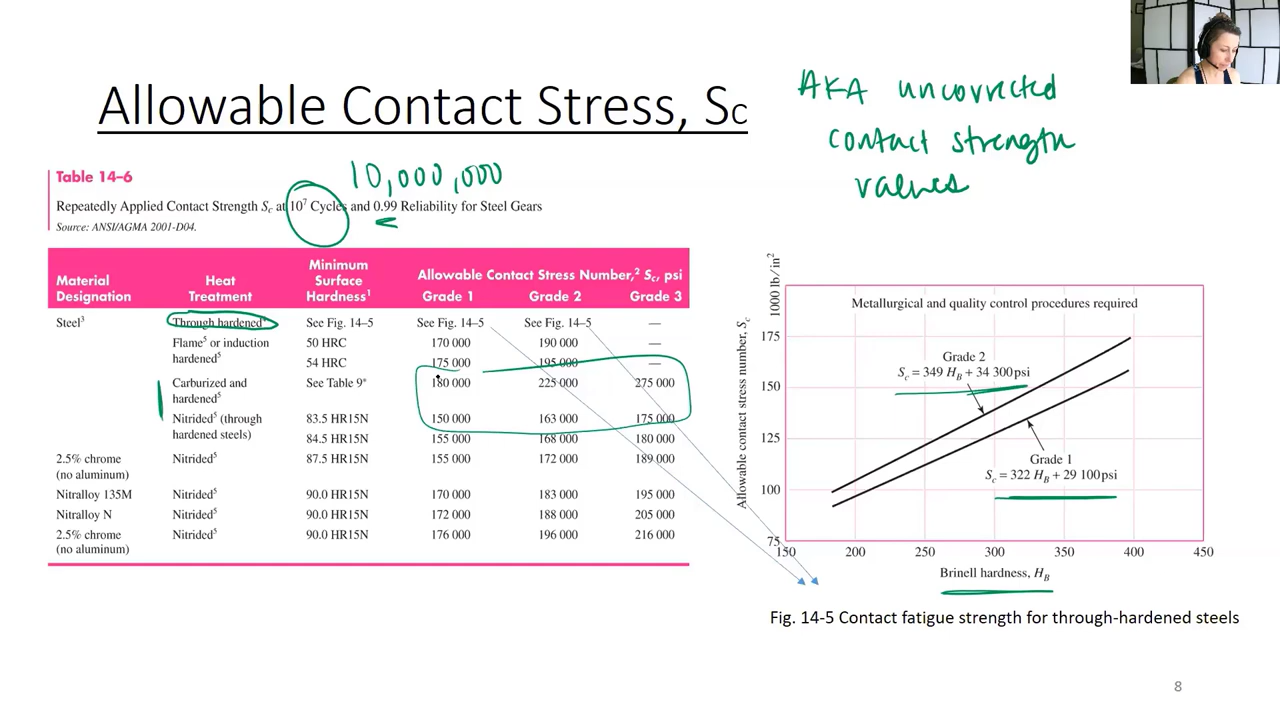 Allowable Contact Stress, Sc
AKA uncorrected
contact strength
values
10,000,000
Table 14–6
Repeatedly Applied Contact Strength Sc at 10⁷ Cycles and 0.99 Reliability for Steel Gears
Source: ANSI/AGMA 2001-D04.
Material Designation Heat Treatment Minimum Surface Hardness¹ Allowable Contact Stress Number,² Sc, psi
Grade 1 Grade 2 Grade 3
Steel³ Through hardened⁴ See Fig. 14–5 See Fig. 14–5 See Fig. 14–5 —
Flame⁵ or induction hardened⁵ 50 HRC 170 000 190 000 —
54 HRC 175 000 195 000 —
Carburized and hardened⁵ See Table 9* 180 000 225 000 275 000
Nitrided⁵ (through hardened steels) 83.5 HR15N 150 000 163 000 175 000
84.5 HR15N 155 000 168 000 180 000
2.5% chrome (no aluminum) Nitrided⁵ 87.5 HR15N 155 000 172 000 189 000
Nitralloy 135M Nitrided⁵ 90.0 HR15N 170 000 183 000 195 000
Nitralloy N Nitrided⁵ 90.0 HR15N 172 000 188 000 205 000
2.5% chrome (no aluminum) Nitrided⁵ 90.0 HR15N 176 000 196 000 216 000
Allowable contact stress number, Sc 1000 lb/in²
Metallurgical and quality control procedures required
Grade 2
Sc = 349 HB + 34 300 psi
Grade 1
Sc = 322 HB + 29 100 psi
175
150
125
100
75
150 200 250 300 350 400 450
Brinell hardness, HB
Fig. 14-5 Contact fatigue strength for through-hardened steels
8